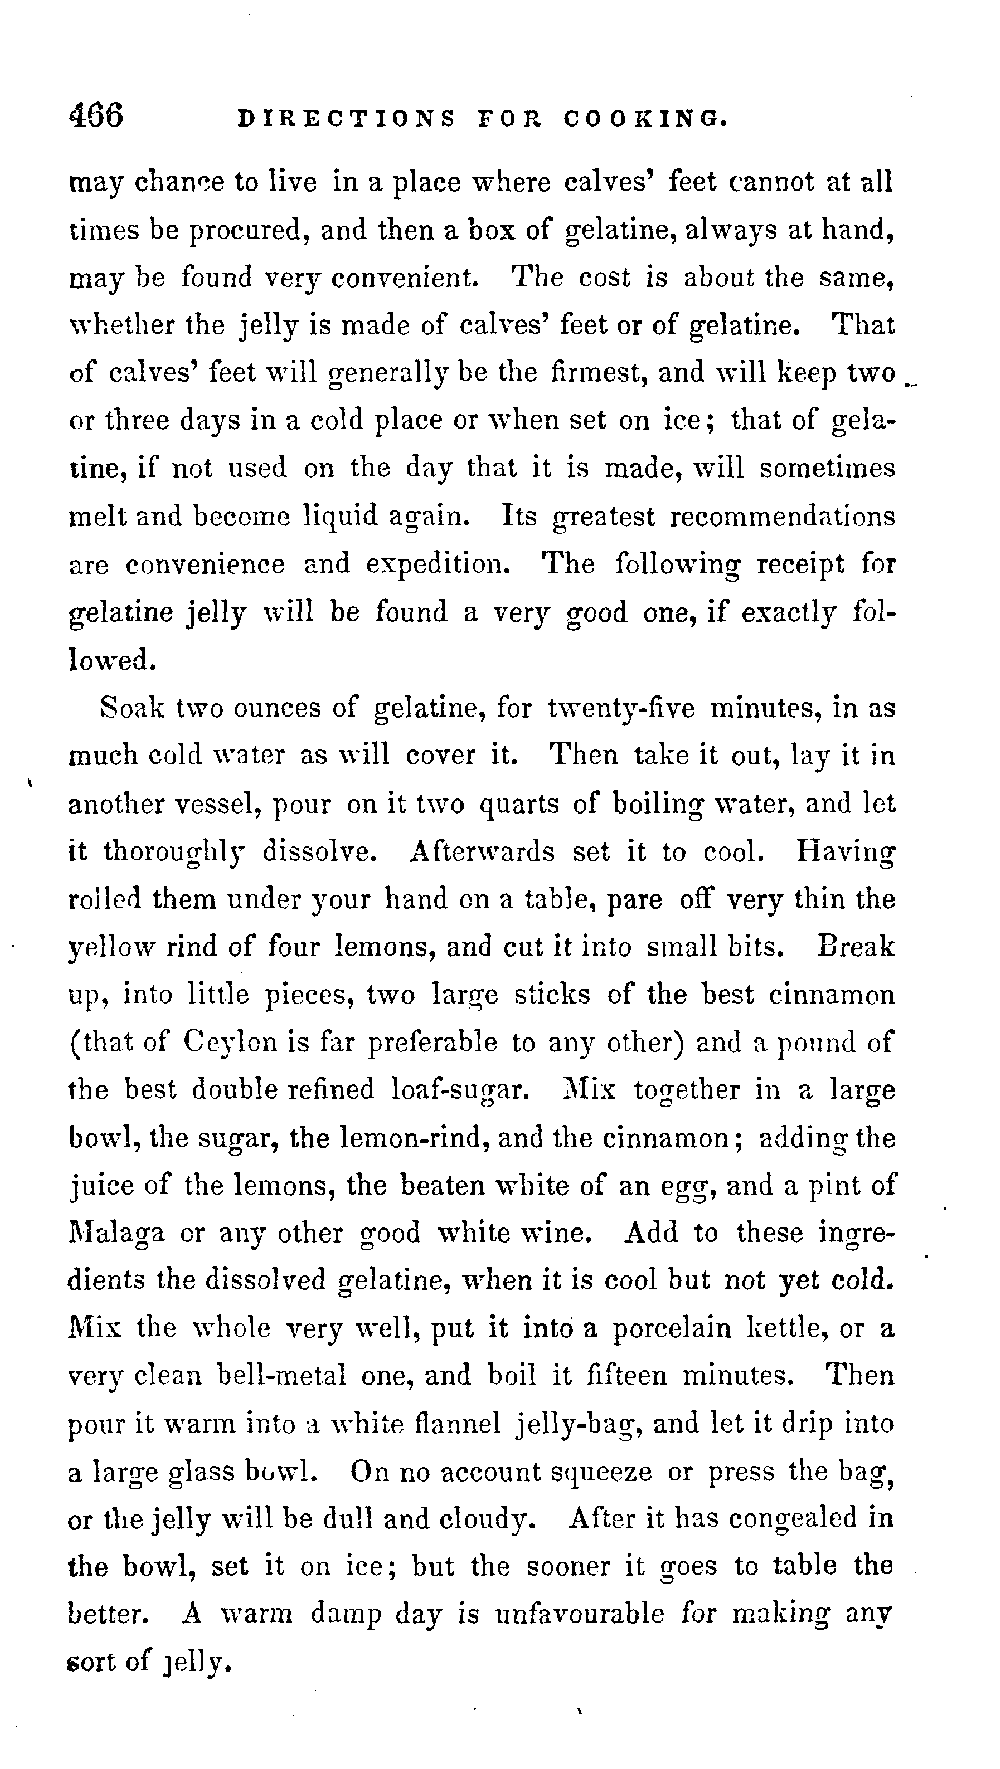 466 DIRECTIONS FOR COOKING.
may chance to live in a place where calves' feet cannot at all
times be procured, and then a box of gelatine, always at hand,
may be found very convenient. The cost is about the same,
whether the jelly is made of calves' feet or of gelatine. That
of calves' feet will generally be the firmest, and will keep two
or three days in a cold place or when set on ice; that of gela-
tine, if not used on the day that it is made, will sometimes
melt and become liquid again. Its greatest recommendations
are convenience and expedition. The following receipt for
gelatine jelly will be found a very good one, if exactly fol-
lowed.
Soak two ounces of gelatine, for twenty-five minutes, in as
much cold water as will cover it. Then take it out, lay it in
another vessel, pour on it two quarts of boiling water, and let
it thoroughly dissolve. Afterwards set it to cool. Having
rolled them under your hand on a table, pare off very thin the
yellow rind of four lemons, and cut it into small bits. Break
up, into little pieces, two large sticks of the best cinnamon
(that of Ceylon is far preferable to any other) and a pound of
the best double refined loaf-sugar. Mix together in a large
bowl, the sugar, the lemon-rind, and the cinnamon; adding the
juice of the lemons, the beaten white of an egg, and a pint of
Malaga or any other good white wine. Add to these ingre-
dients the dissolved gelatine, when it is cool but not yet cold.
Mix the whole very well, put it into a porcelain kettle, or a
very clean bell-metal one, and boil it fifteen minutes. Then
pour it warm into a white flannel jelly-bag, and let it drip into
a large glass bowl. On no account squeeze or press the bag,
or the jelly will be dull and cloudy. After it has congealed in
the bowl, set it on ice; but the sooner it goes to table the
better. A warm damp day is unfavourable for making any
sort of jelly.